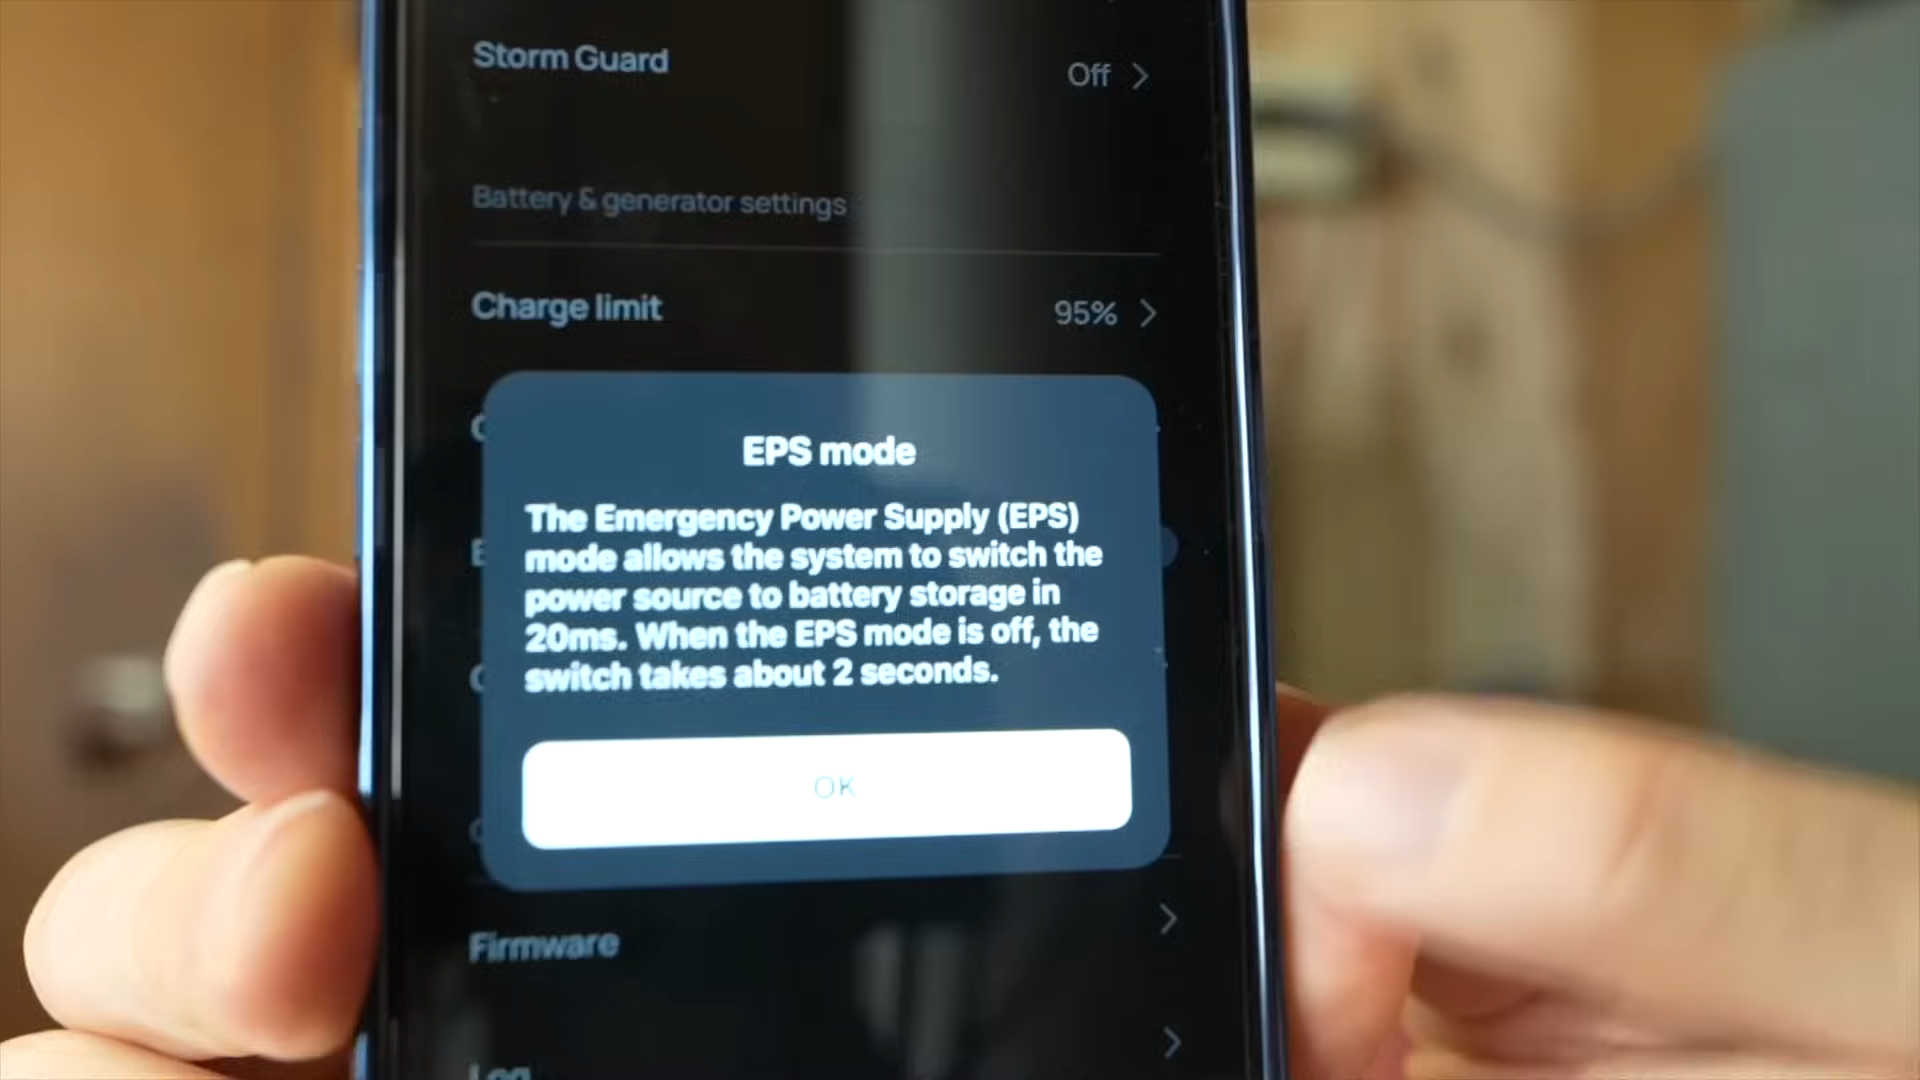 Storm Guard
Off
Battery & generator settings
Charge limit
95%
EPS mode
The Emergency Power Supply (EPS)
mode allows the system to switch the
power source to battery storage in
20ms. When the EPS mode is off, the
switch takes about 2 seconds.
OK
Firmware
Log